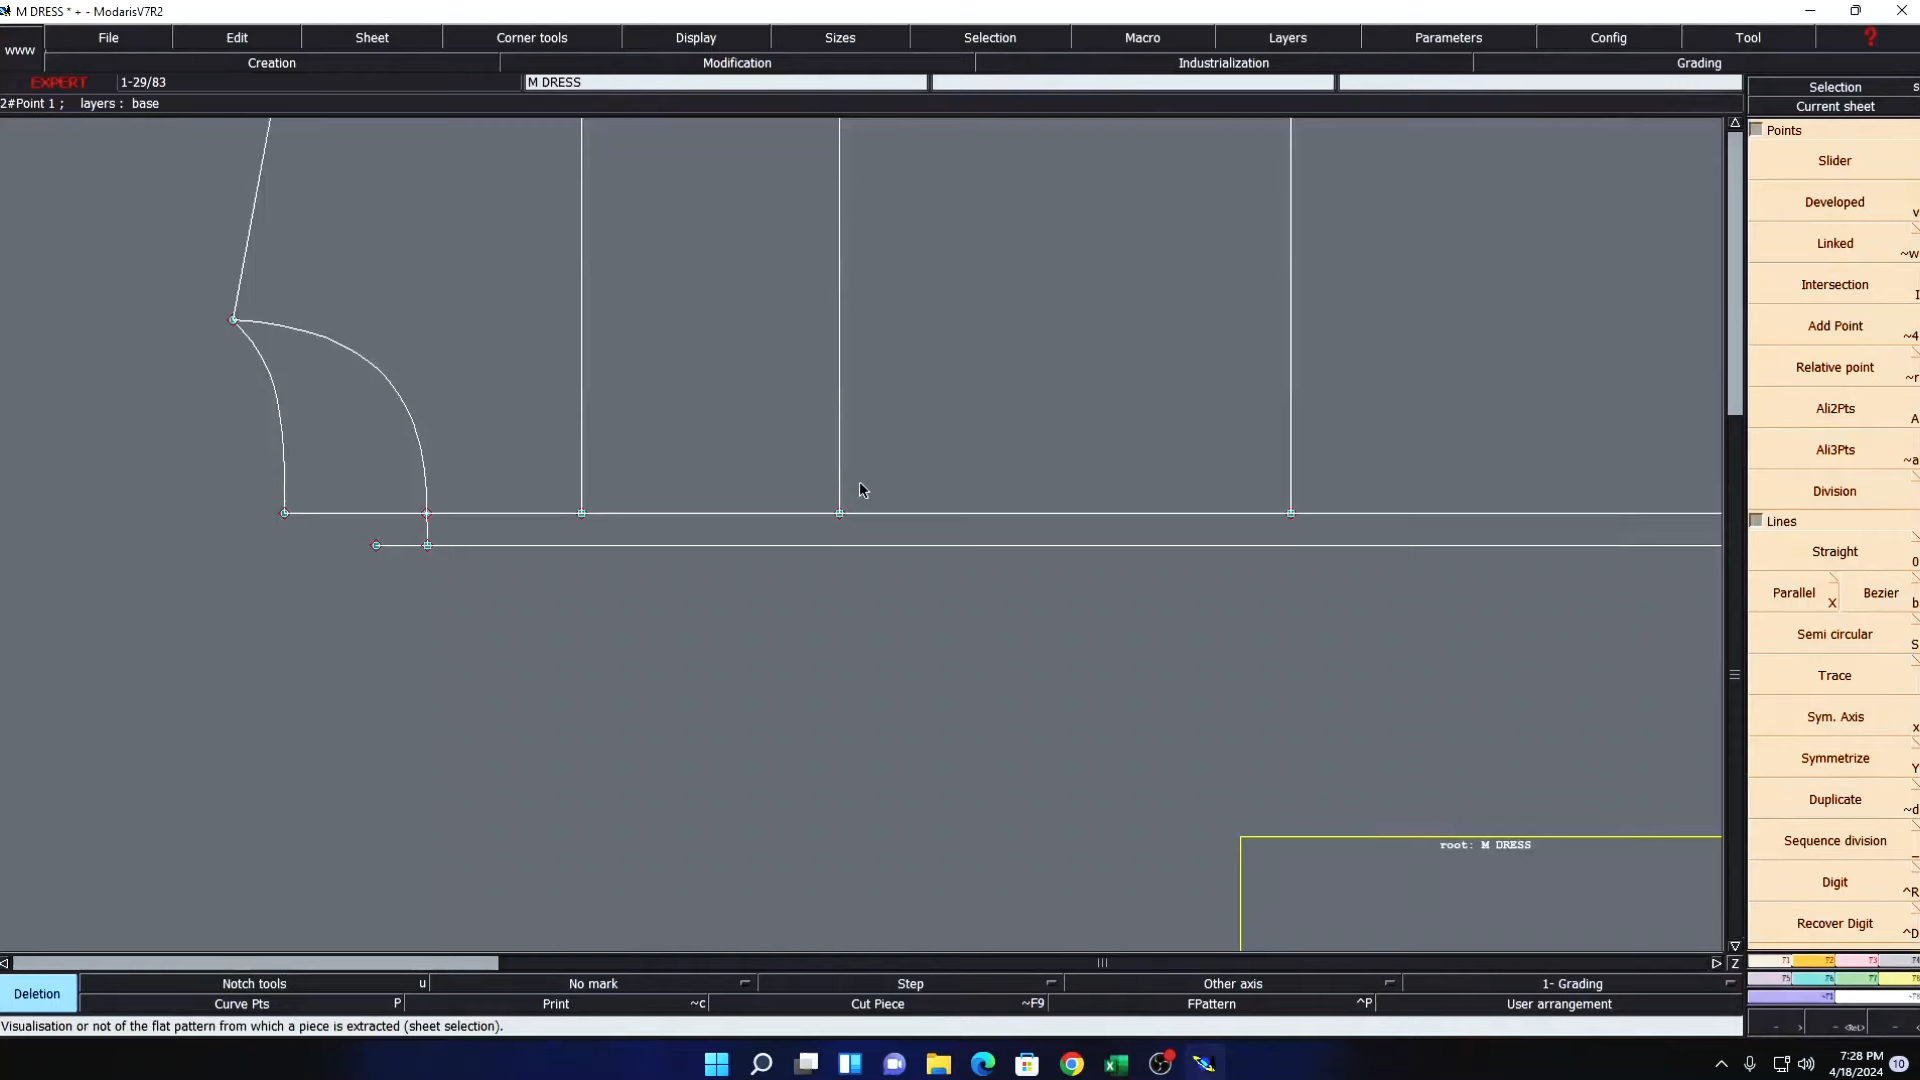 M DRESS * + - ModarisV7R2
www File Edit Sheet Corner tools Display Sizes Selection Macro Layers Parameters Config Tool ?
Creation Modification Industrialization Grading
EXPERT 1-29/83 M DRESS
2#Point 1 ; layers : base
Selection s
Current sheet
Points
Slider
Developed v
Linked ~w
Intersection I
Add Point ~4
Relative point ~r
Ali2Pts A
Ali3Pts ~a
Division
Lines
Straight 0
Parallel X Bezier b
Semi circular S
Trace
Sym. Axis x
Symmetrize Y
Duplicate ~d
Sequence division _
Digit ^R
Recover Digit ^D
root: M DRESS
Z
Deletion
Notch tools u No mark Step Other axis 1- Grading
Curve Pts P Print ~c Cut Piece ~F9 FPattern ^P User arrangement
Visualisation or not of the flat pattern from which a piece is extracted (sheet selection).
7:28 PM
4/18/2024
10